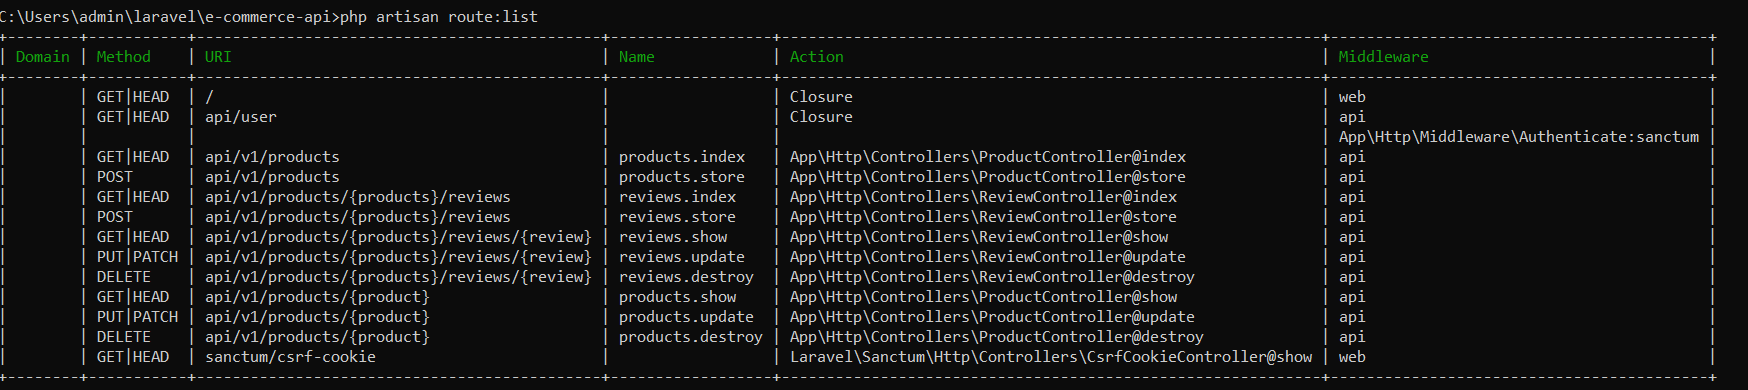 C:\Users\admin\laravel\e-commerce-api>php artisan route:list
+--------+-----------+---------------------------------------------+------------------+------------------------------------------------------------+------------------------------------------+
| Domain | Method    | URI                                         | Name             | Action                                                     | Middleware                               |
+--------+-----------+---------------------------------------------+------------------+------------------------------------------------------------+------------------------------------------+
|        | GET|HEAD  | /                                           |                  | Closure                                                    | web                                      |
|        | GET|HEAD  | api/user                                    |                  | Closure                                                    | api                                      |
|        |           |                                             |                  |                                                            | App\Http\Middleware\Authenticate:sanctum |
|        | GET|HEAD  | api/v1/products                             | products.index   | App\Http\Controllers\ProductController@index               | api                                      |
|        | POST      | api/v1/products                             | products.store   | App\Http\Controllers\ProductController@store               | api                                      |
|        | GET|HEAD  | api/v1/products/{products}/reviews          | reviews.index    | App\Http\Controllers\ReviewController@index                | api                                      |
|        | POST      | api/v1/products/{products}/reviews          | reviews.store    | App\Http\Controllers\ReviewController@store                | api                                      |
|        | GET|HEAD  | api/v1/products/{products}/reviews/{review} | reviews.show     | App\Http\Controllers\ReviewController@show                 | api                                      |
|        | PUT|PATCH | api/v1/products/{products}/reviews/{review} | reviews.update   | App\Http\Controllers\ReviewController@update               | api                                      |
|        | DELETE    | api/v1/products/{products}/reviews/{review} | reviews.destroy  | App\Http\Controllers\ReviewController@destroy              | api                                      |
|        | GET|HEAD  | api/v1/products/{product}                   | products.show    | App\Http\Controllers\ProductController@show                | api                                      |
|        | PUT|PATCH | api/v1/products/{product}                   | products.update  | App\Http\Controllers\ProductController@update              | api                                      |
|        | DELETE    | api/v1/products/{product}                   | products.destroy | App\Http\Controllers\ProductController@destroy             | api                                      |
|        | GET|HEAD  | sanctum/csrf-cookie                         |                  | Laravel\Sanctum\Http\Controllers\CsrfCookieController@show | web                                      |
+--------+-----------+---------------------------------------------+------------------+------------------------------------------------------------+------------------------------------------+